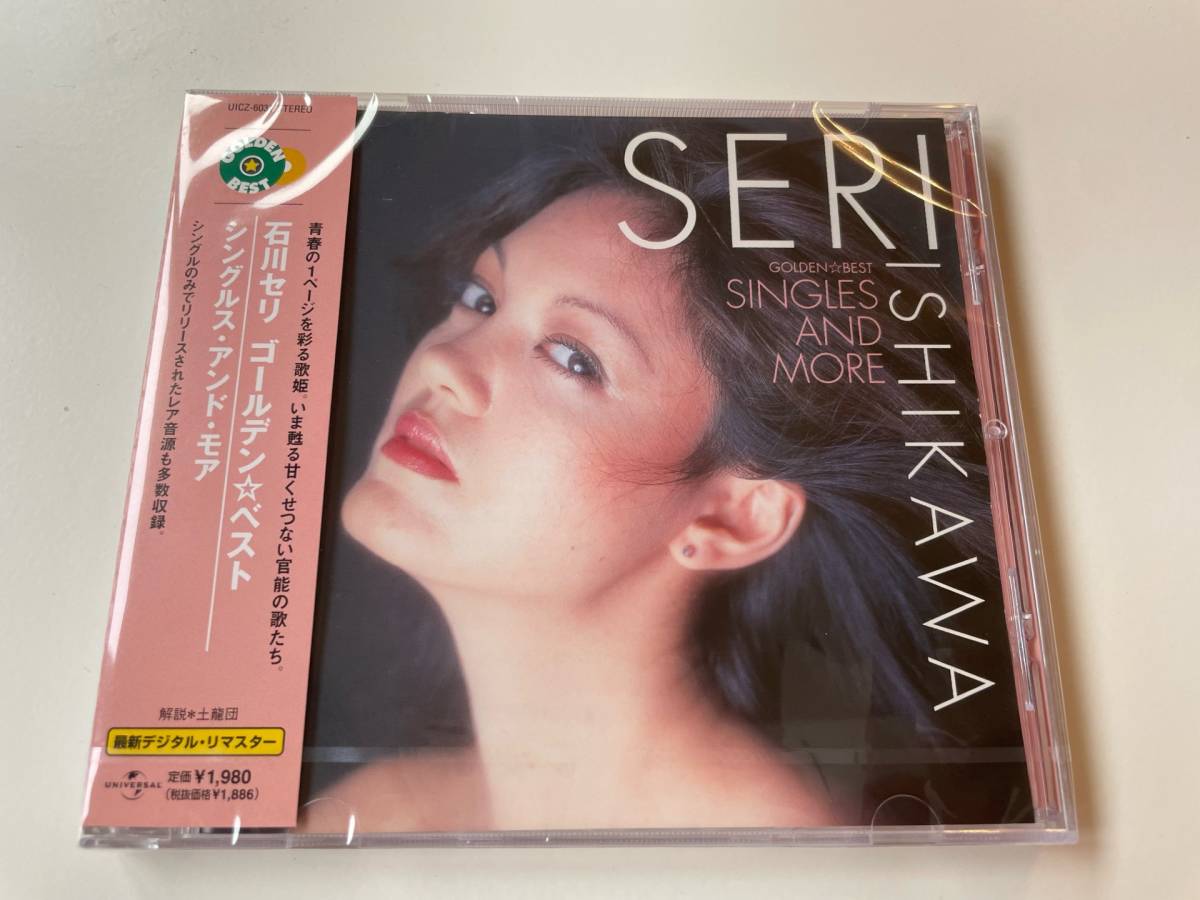 UICZ-603
STEREO
GOLDEN
BEST
青春の1ページを彩る歌姫。いま甦る甘くせつない官能の歌たち。
石川セリ ゴールデン☆ベスト
シングルス・アンド・モア
シングルのみでリリースされたレア音源も多数収録。
解説*土龍団
最新デジタル・リマスター
UNIVERSAL
定価¥1,980
(税抜価格¥1,886)
SERI
ISHIKAWA
GOLDEN☆BEST
SINGLES
AND
MORE